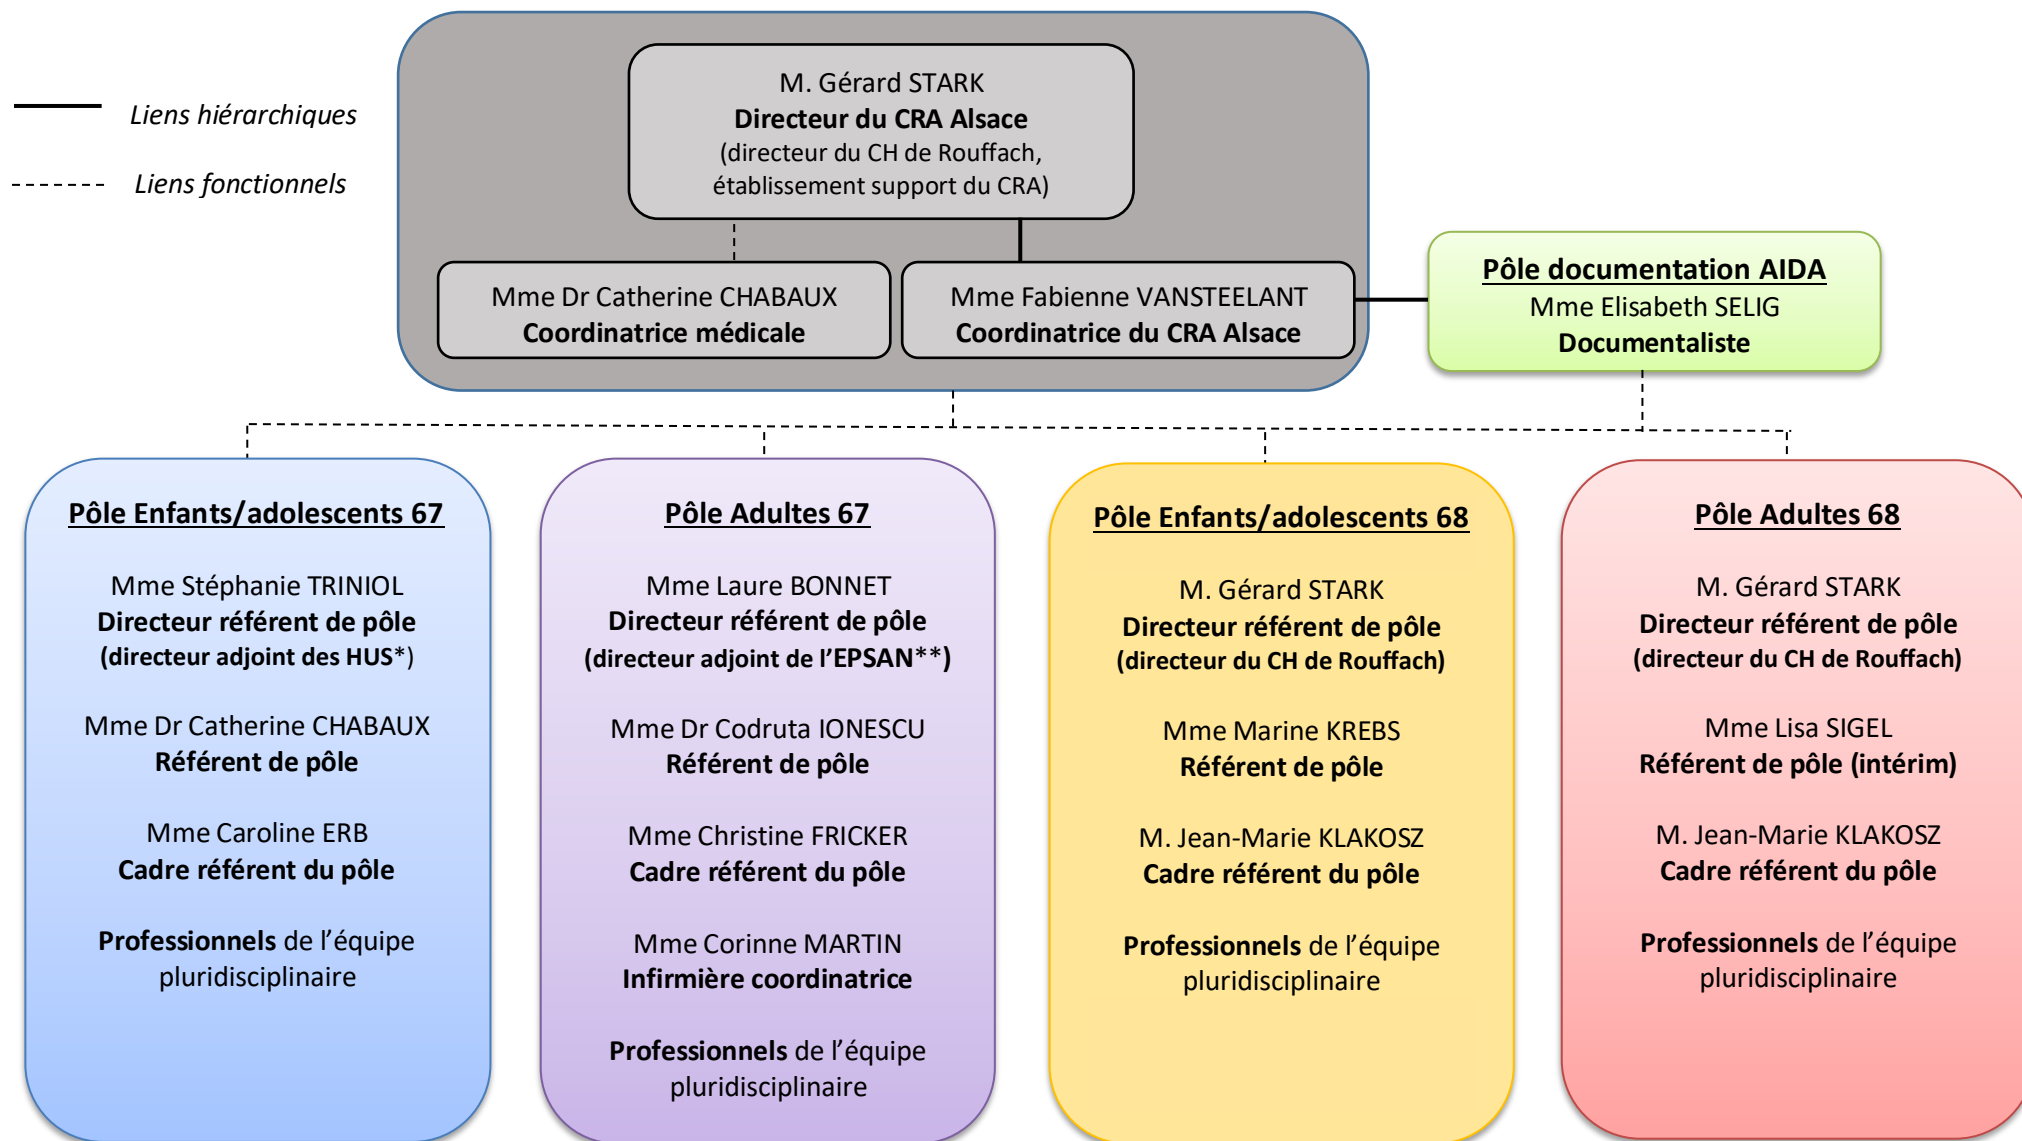 Liens hiérarchiques
Liens fonctionnels
M. Gérard STARK
Directeur du CRA Alsace
(directeur du CH de Rouffach,
établissement support du CRA)
Mme Dr Catherine CHABAUX
Coordinatrice médicale
Mme Fabienne VANSTEELANT
Coordinatrice du CRA Alsace
Pôle documentation AIDA
Mme Elisabeth SELIG
Documentaliste
Pôle Enfants/adolescents 67
Mme Stéphanie TRINIOL
Directeur référent de pôle
(directeur adjoint des HUS*)
Mme Dr Catherine CHABAUX
Référent de pôle
Mme Caroline ERB
Cadre référent du pôle
Professionnels de l’équipe
pluridisciplinaire
Pôle Adultes 67
Mme Laure BONNET
Directeur référent de pôle
(directeur adjoint de l’EPSAN**)
Mme Dr Codruta IONESCU
Référent de pôle
Mme Christine FRICKER
Cadre référent du pôle
Mme Corinne MARTIN
Infirmière coordinatrice
Professionnels de l’équipe
pluridisciplinaire
Pôle Enfants/adolescents 68
M. Gérard STARK
Directeur référent de pôle
(directeur du CH de Rouffach)
Mme Marine KREBS
Référent de pôle
M. Jean-Marie KLAKOSZ
Cadre référent du pôle
Professionnels de l’équipe
pluridisciplinaire
Pôle Adultes 68
M. Gérard STARK
Directeur référent de pôle
(directeur du CH de Rouffach)
Mme Lisa SIGEL
Référent de pôle (intérim)
M. Jean-Marie KLAKOSZ
Cadre référent du pôle
Professionnels de l’équipe
pluridisciplinaire